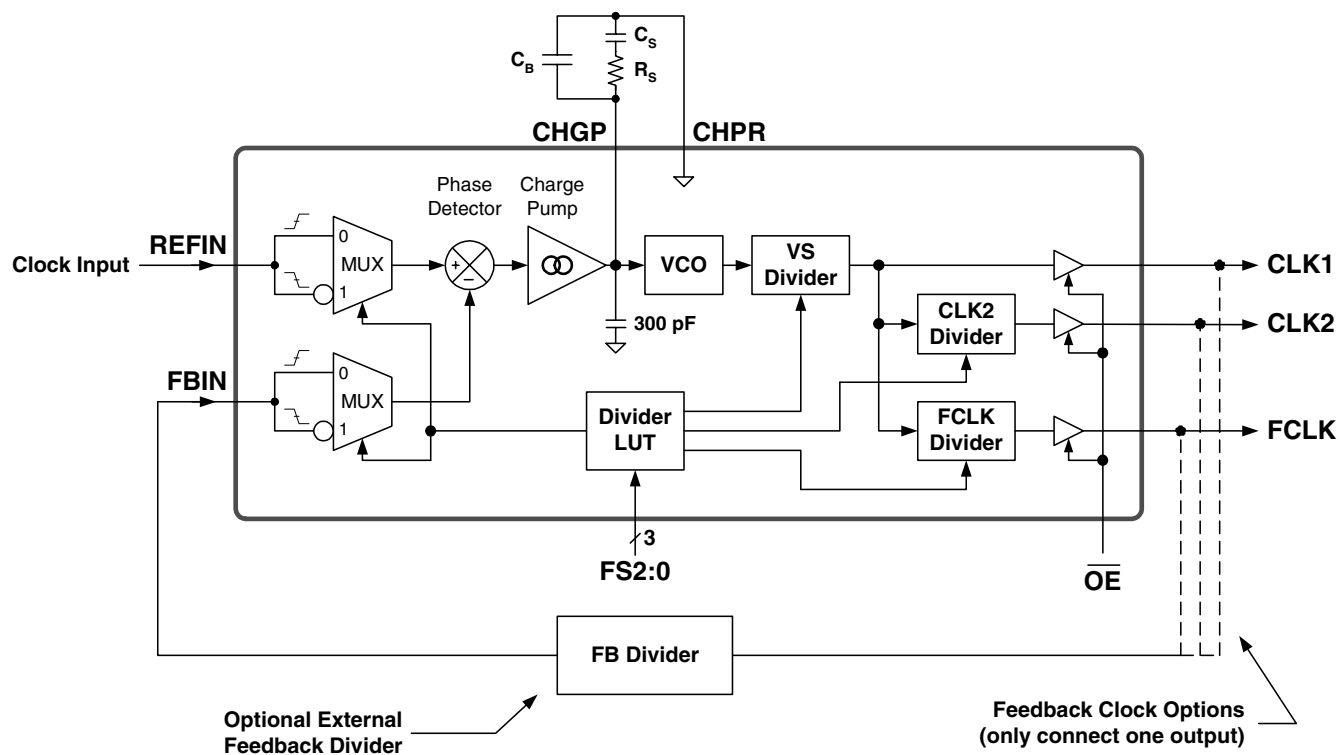 C_S
C_B
R_S
CHGP
CHPR
Phase
Detector
Charge
Pump
REFIN
Clock Input
0
MUX
1
+
–
VCO
VS
Divider
CLK1
300 pF
CLK2
Divider
CLK2
FBIN
0
MUX
1
Divider
LUT
FCLK
Divider
FCLK
3
FS2:0
OE
FB Divider
Optional External
Feedback Divider
Feedback Clock Options
(only connect one output)